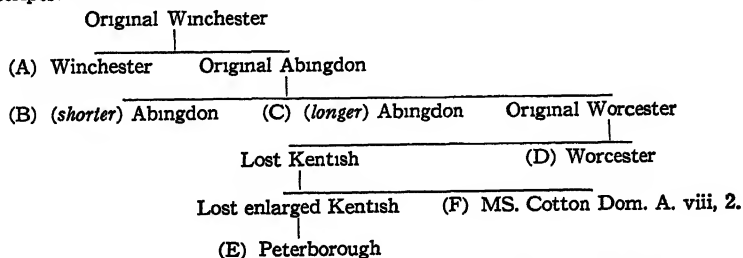 Original Winchester
(A) Winchester Original Abingdon
(B) (shorter) Abingdon (C) (longer) Abingdon Original Worcester
Lost Kentish (D) Worcester
Lost enlarged Kentish (F) MS. Cotton Dom. A. viii, 2.
(E) Peterborough